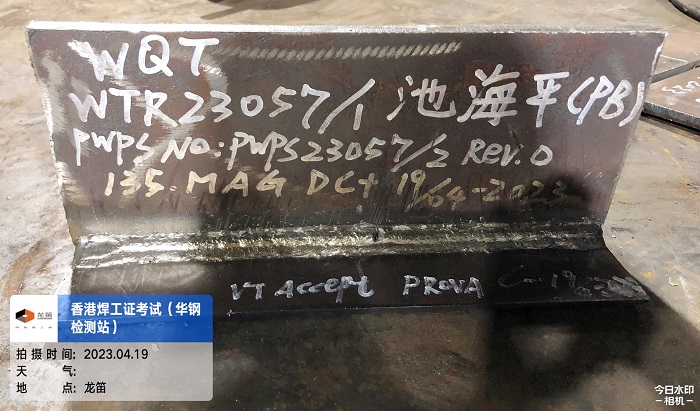 WQT
WTR23057/1 池海平(PB)
PWPS NO: PWPS23057/2 Rev.0
135. MAG DC+ 19/04-2023
VT Accept PROVA
龙笛
香港焊工证考试（华钢
检测站）
拍摄时间: 2023.04.19
天气:
地点: 龙笛
今日水印
-相机-